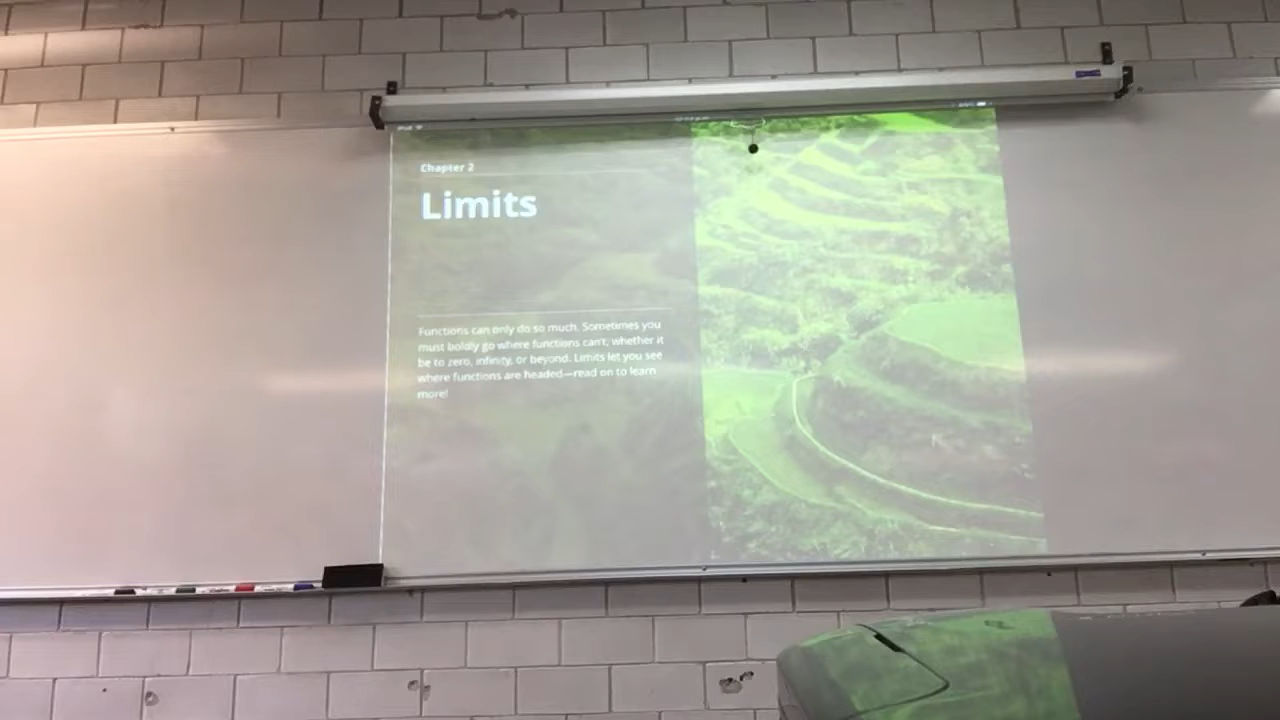 Chapter 2
Limits
Functions can only do so much. Sometimes you
must boldly go where functions can't, whether it
be to zero, infinity, or beyond. Limits let you see
where functions are headed—read on to learn
more!